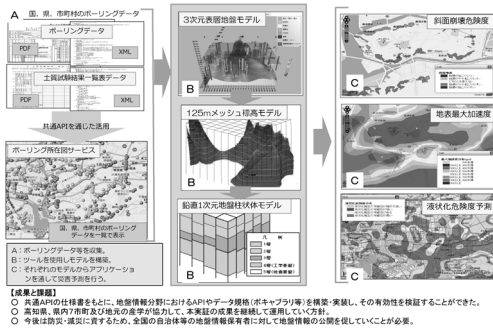 A 国、県、市町村のボーリングデータ
ボーリングデータ
PDF
XML
土質試験結果一覧表データ
PDF
XML
共通APIを通じた活用
ボーリング所在図サービス
国、県、市町村のボーリング
データを一覧で表示
A:ボーリングデータ等を収集。
B:ツールを使用しモデルを構築。
C:それぞれのモデルからアプリケーショ
ンを通して災害予測を行う。
3次元表層地盤モデル
B
125mメッシュ標高モデル
B
鉛直1次元地盤柱状体モデル
凡例
1層
2層
3層
B
斜面崩壊危険度
C
地表最大加速度
C
液状化危険度予測
C
【成果と課題】
○ 共通APIの仕様書をもとに、地盤情報分野におけるAPIやデータ規格(ボキャブラリ等)を構築・実装し、その有効性を検証することができた。
○ 高知県、県内7市町及び地元の産学が協力して、本実証の成果を継続して運用していく方針。
○ 今後は防災・減災に資するため、全国の自治体等の地盤情報保有者に対して地盤情報の公開を促していくことが必要。